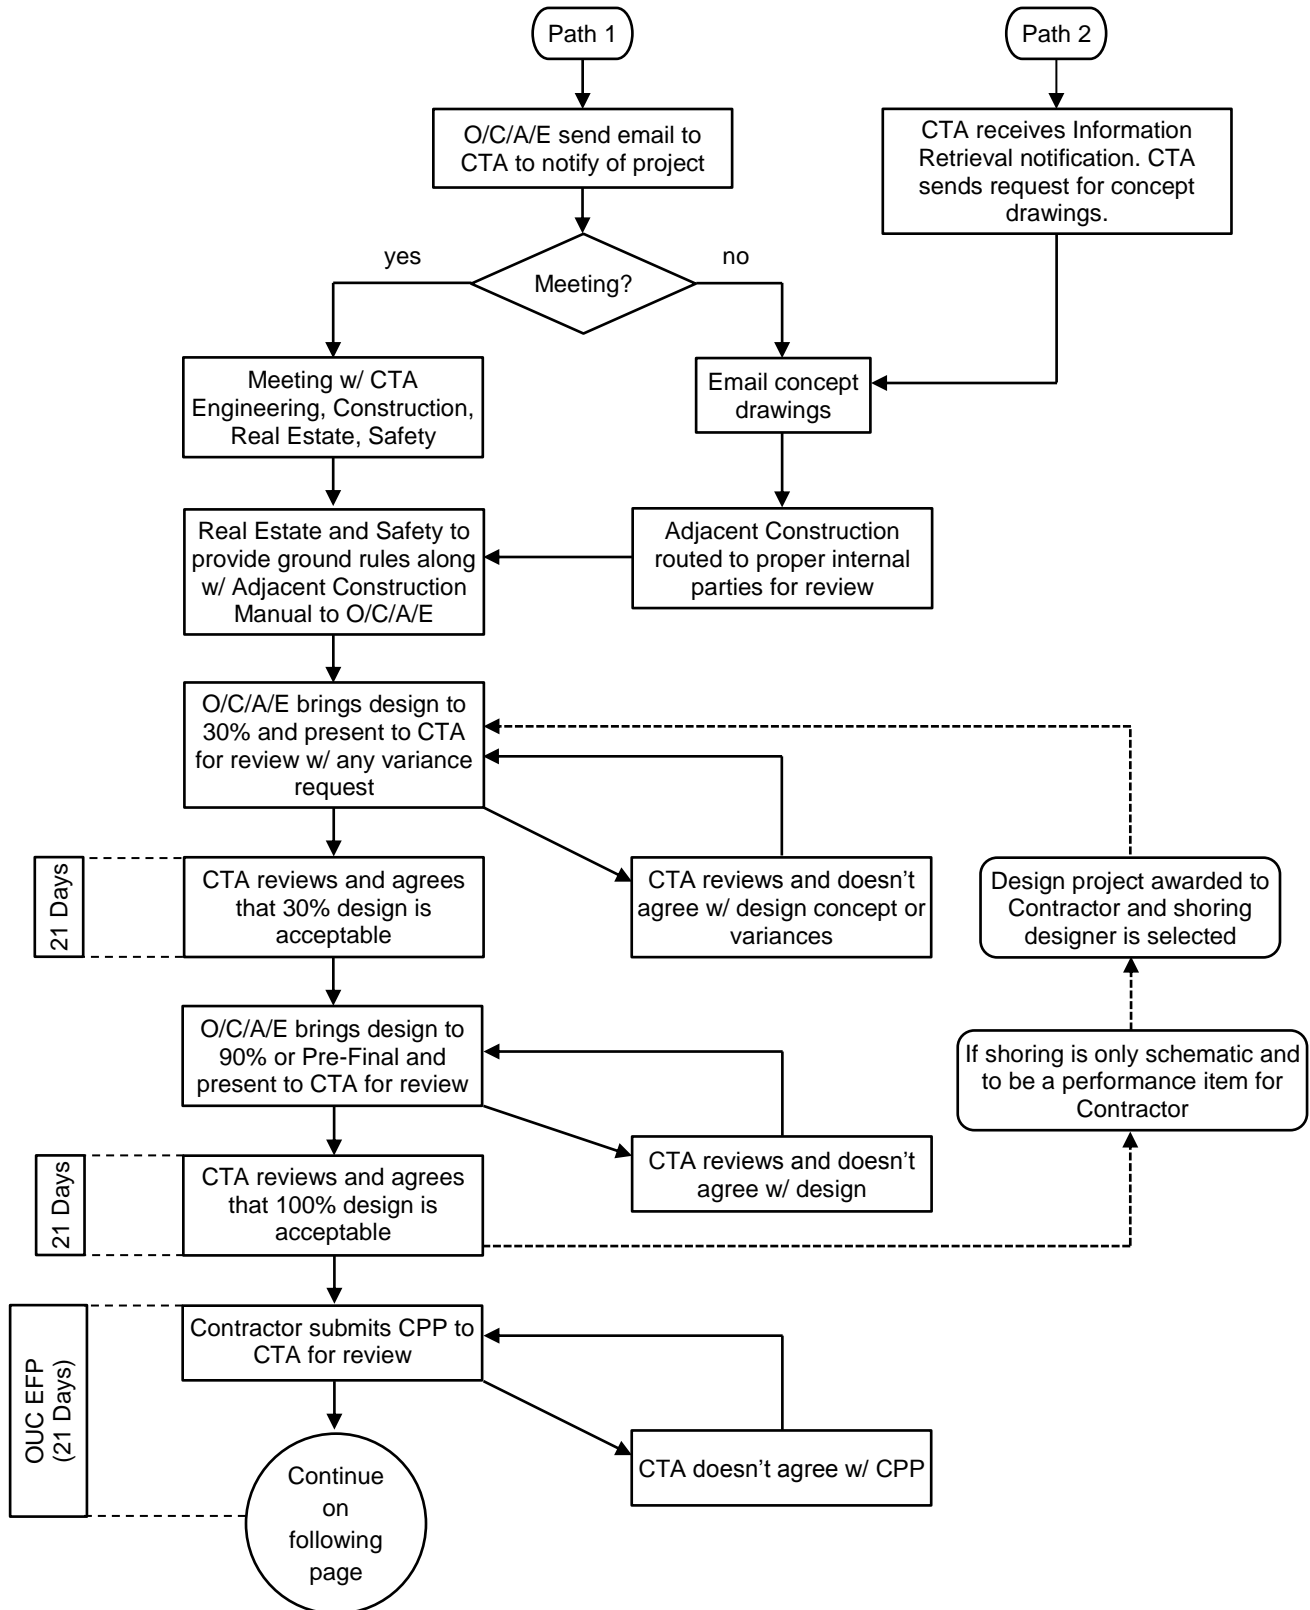 Path 1
Path 2
O/C/A/E send email to
CTA to notify of project
CTA receives Information
Retrieval notification. CTA
sends request for concept
drawings.
yes
no
Meeting?
Meeting w/ CTA
Engineering, Construction,
Real Estate, Safety
Email concept
drawings
Real Estate and Safety to
provide ground rules along
w/ Adjacent Construction
Manual to O/C/A/E
Adjacent Construction
routed to proper internal
parties for review
O/C/A/E brings design to
30% and present to CTA
for review w/ any variance
request
21 Days
CTA reviews and agrees
that 30% design is
acceptable
CTA reviews and doesn't
agree w/ design concept or
variances
Design project awarded to
Contractor and shoring
designer is selected
O/C/A/E brings design to
90% or Pre-Final and
present to CTA for review
If shoring is only schematic and
to be a performance item for
Contractor
21 Days
CTA reviews and agrees
that 100% design is
acceptable
CTA reviews and doesn't
agree w/ design
OUC EFP
(21 Days)
Contractor submits CPP to
CTA for review
CTA doesn't agree w/ CPP
Continue
on
following
page